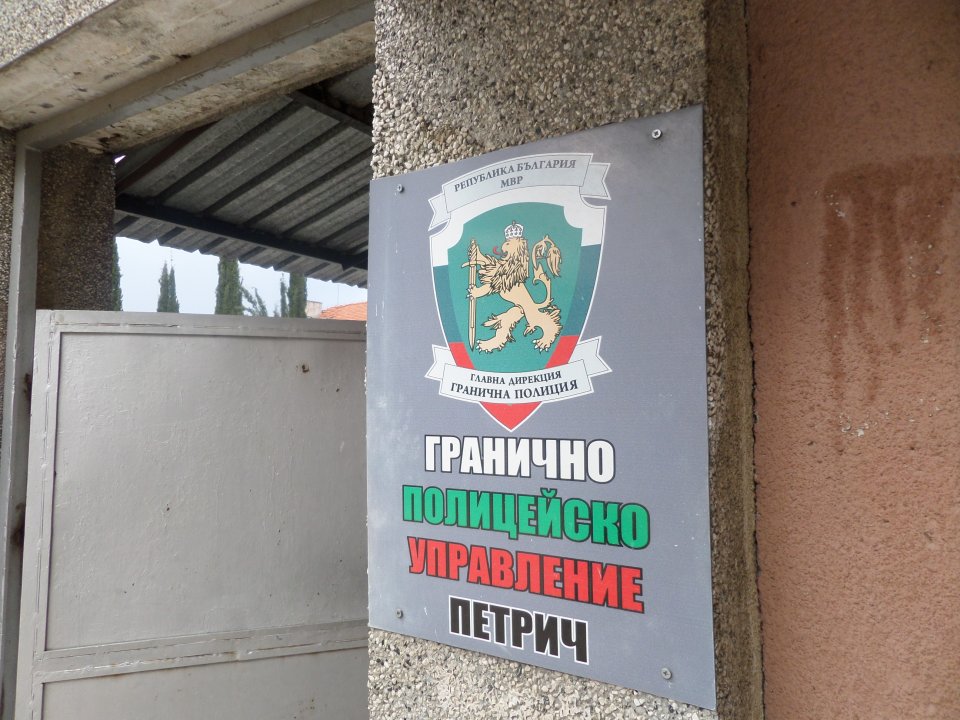 РЕПУБЛИКА БЪЛГАРИЯ
МВР
ГЛАВНА ДИРЕКЦИЯ
ГРАНИЧНА ПОЛИЦИЯ
ГРАНИЧНО
ПОЛИЦЕЙСКО
УПРАВЛЕНИЕ
ПЕТРИЧ